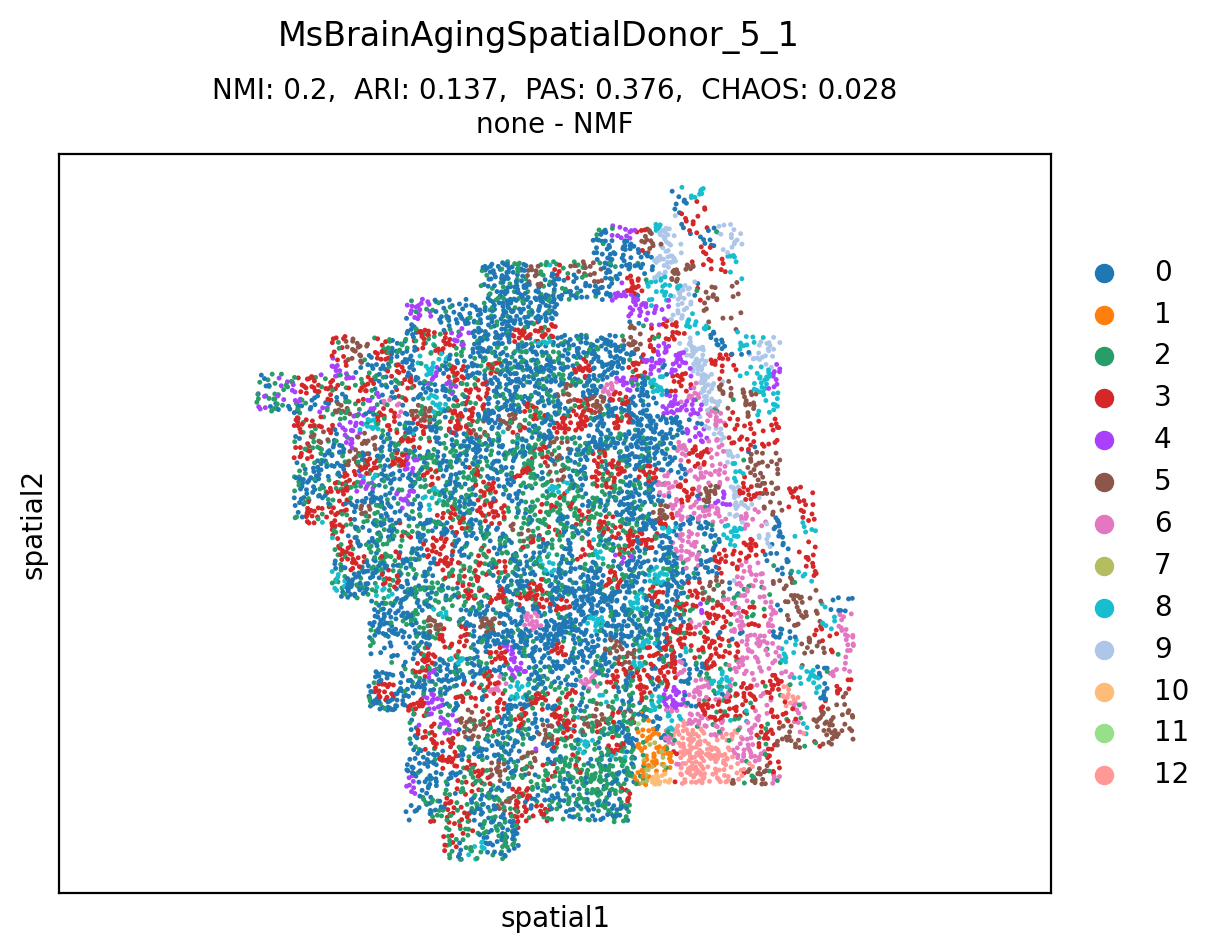 MsBrainAgingSpatialDonor_5_1
NMI: 0.2,  ARI: 0.137,  PAS: 0.376,  CHAOS: 0.028
none - NMF
spatial2
spatial1
0
1
2
3
4
5
6
7
8
9
10
11
12